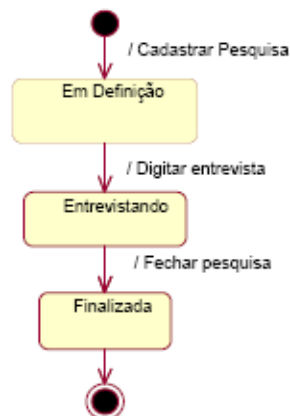 / Cadastrar Pesquisa
Em Definição
/ Digitar entrevista
Entrevistando
/ Fechar pesquisa
Finalizada